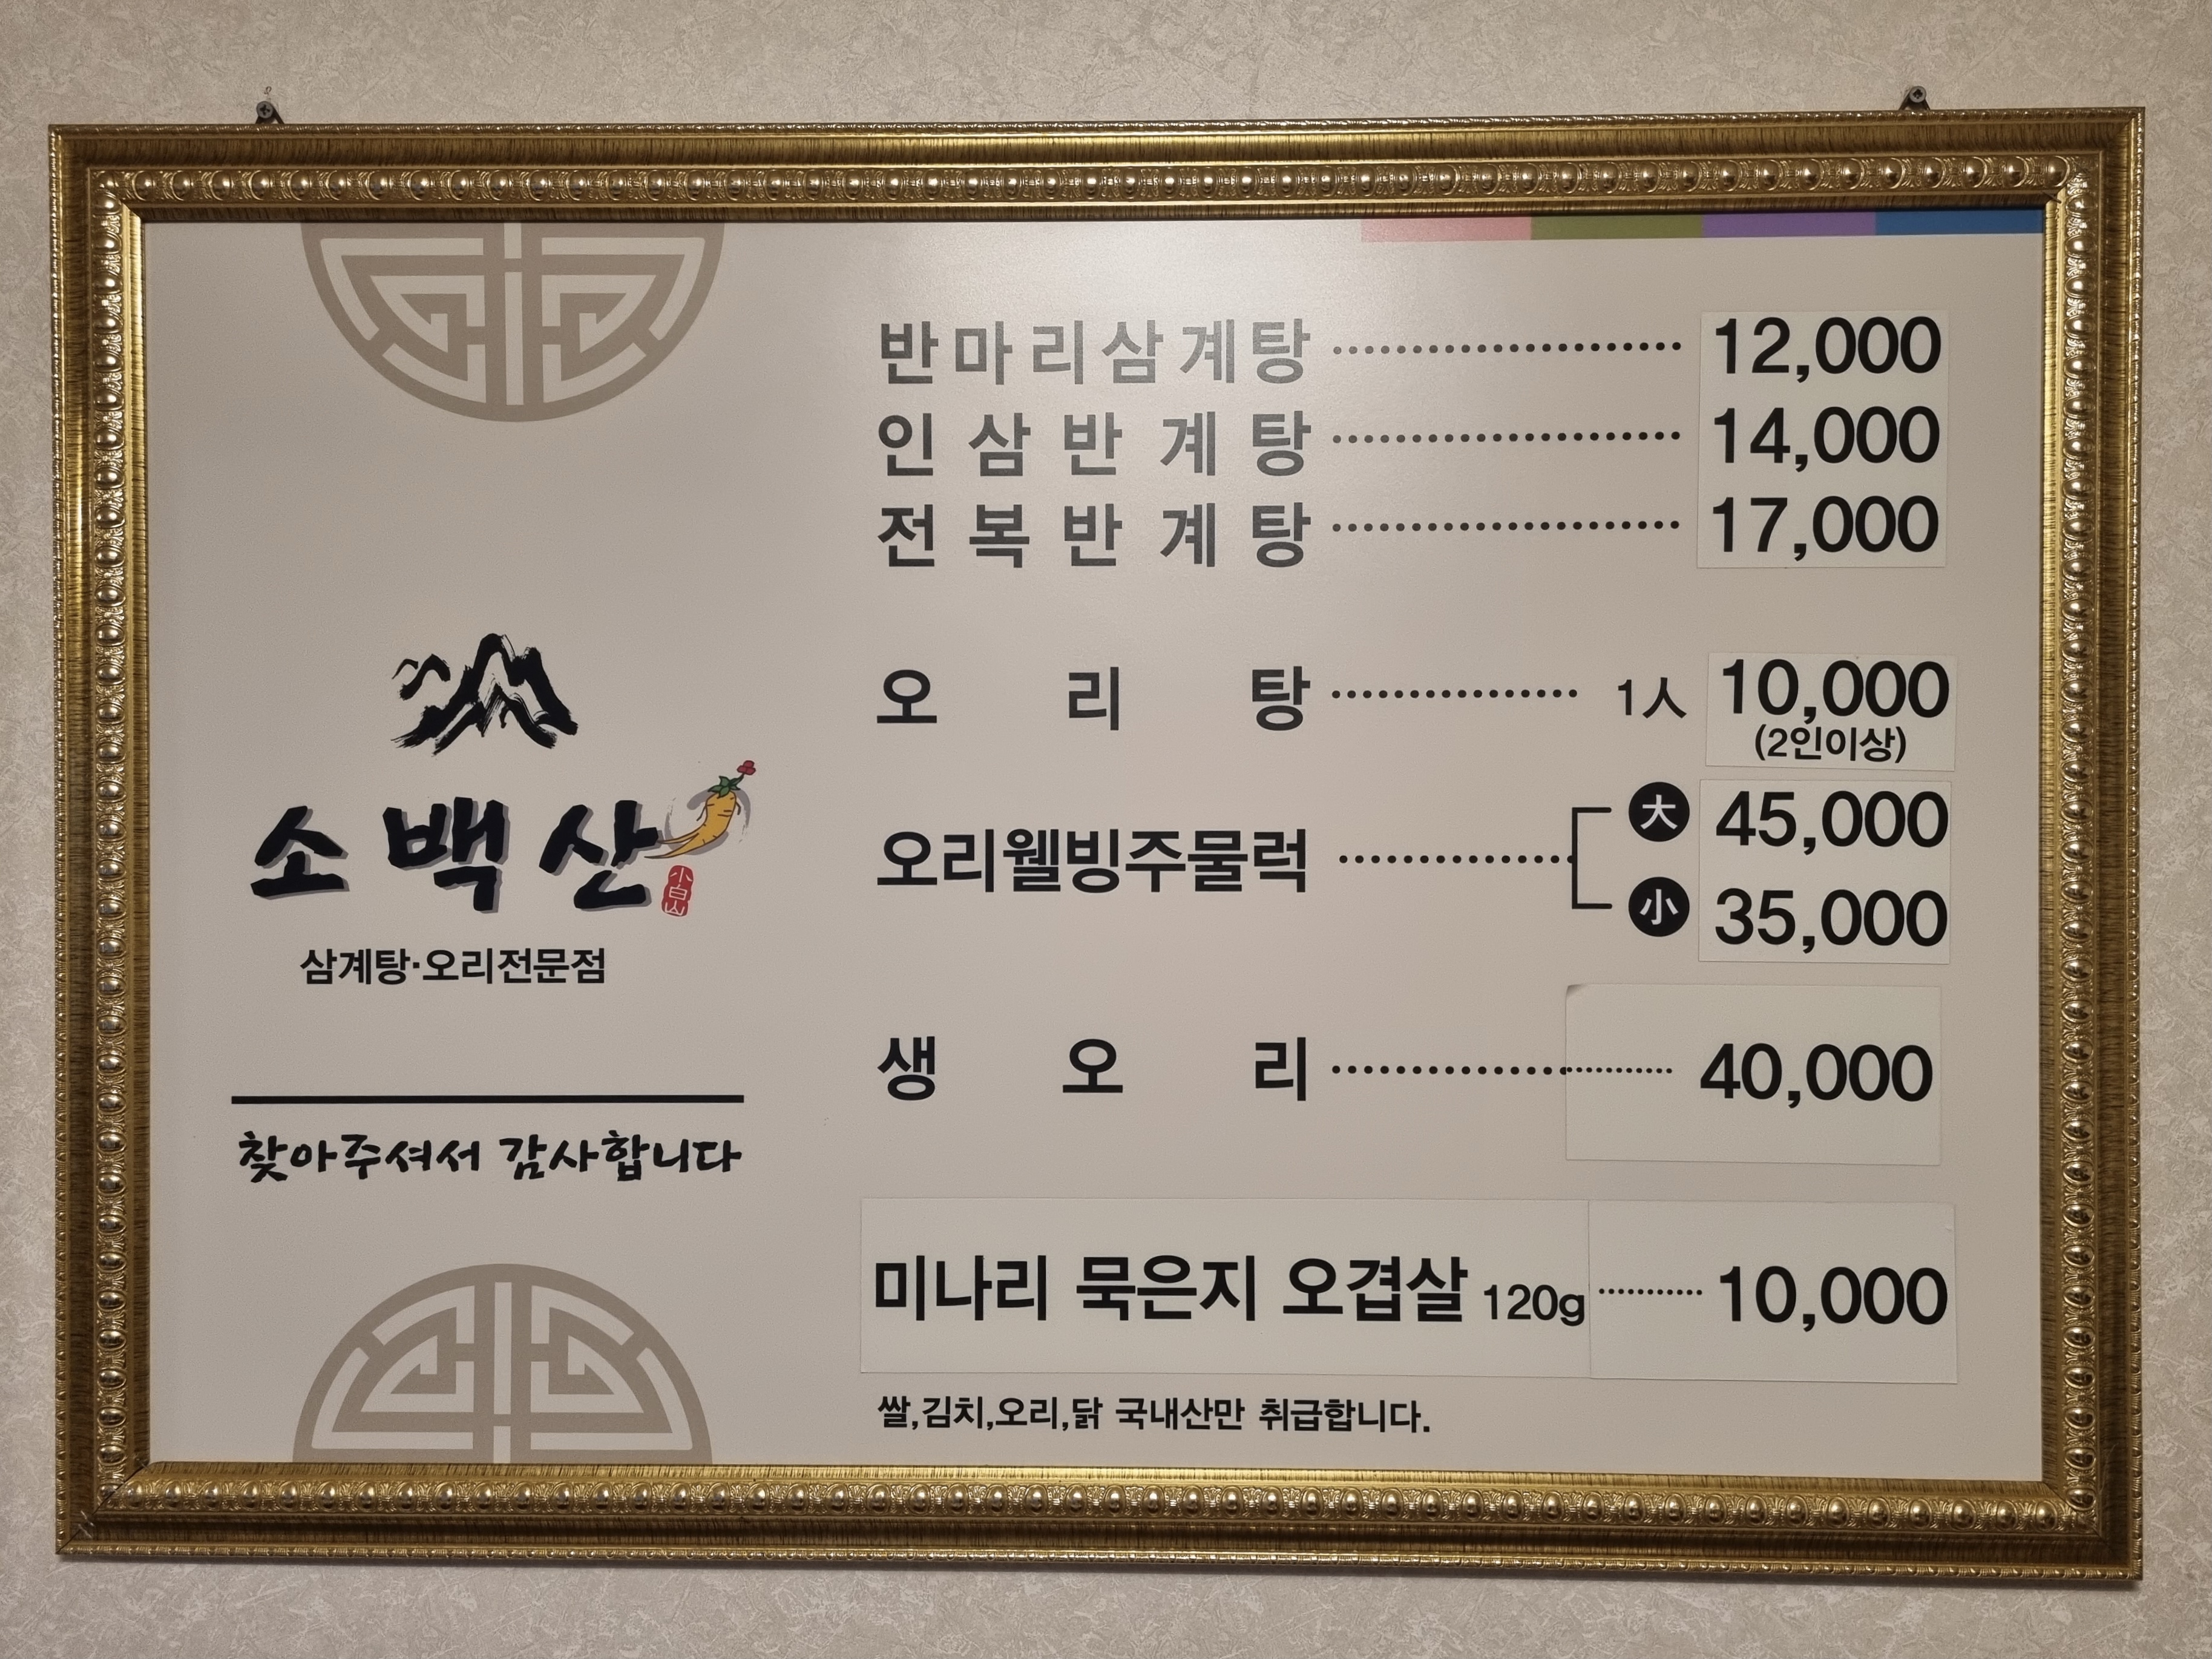 소백산
小白山
삼계탕·오리전문점
찾아주셔서 감사합니다
반마리삼계탕 12,000
인삼반계탕 14,000
전복반계탕 17,000
오리탕 1人 10,000
(2인이상)
오리웰빙주물럭 大 45,000
小 35,000
생오리 40,000
미나리 묵은지 오겹살 120g 10,000
쌀,김치,오리,닭 국내산만 취급합니다.